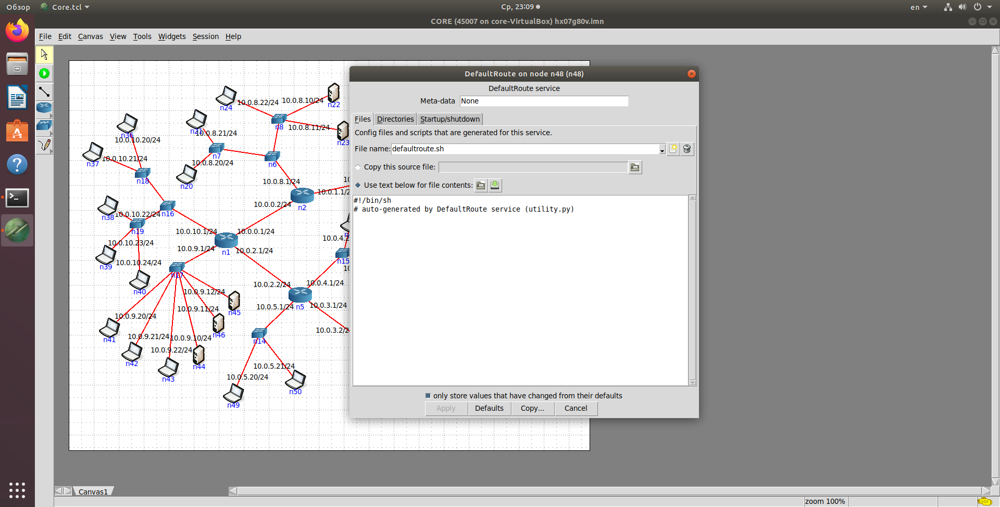 Обзор
Core.tcl
Ср, 23:09
en
CORE (45007 on core-VirtualBox) hx07g80v.imn
File Edit Canvas View Tools Widgets Session Help
DefaultRoute on node n48 (n48)
DefaultRoute service
Meta-data None
Files Directories Startup/shutdown
Config files and scripts that are generated for this service.
File name: defaultroute.sh
Copy this source file:
Use text below for file contents:
#!/bin/sh
# auto-generated by DefaultRoute service (utility.py)
only store values that have changed from their defaults
Apply Defaults Copy... Cancel
10.0.8.22/24
n24
10.0.8.10/24
n22
n8
10.0.8.11/24
n23
n21
10.0.8.21/24
n36
10.0.10.20/24
n7
n6
10.0.8.20/24
n20
n37
10.0.10.21/24
n18
10.0.8.1/24
10.0.1.1/2
n2
10.0.0.2/24
n38
10.0.10.22/24
n16
n19
10.0.10.1/24
10.0.0.1/24
10.0.10.23/24
10.0.9.1/24
n1
10.0.2.1/24
10.0.4.2
n15
n39
10.0.10.24/24
n17
n40
10.0.2.2/24
10.0.4.1/24
10.0.9.12/24
n45
10.0.5.1/24
n5
10.0.3.1/24
10.0.9.11/24
10.0.9.20/24
n41
n46
10.0.3.2/2
10.0.9.21/24
10.0.9.10/24
n14
10.0.9.22/24
n42
n44
n43
10.0.5.21/24
10.0.5.20/24
n50
n49
Canvas1
zoom 100%
CHECK